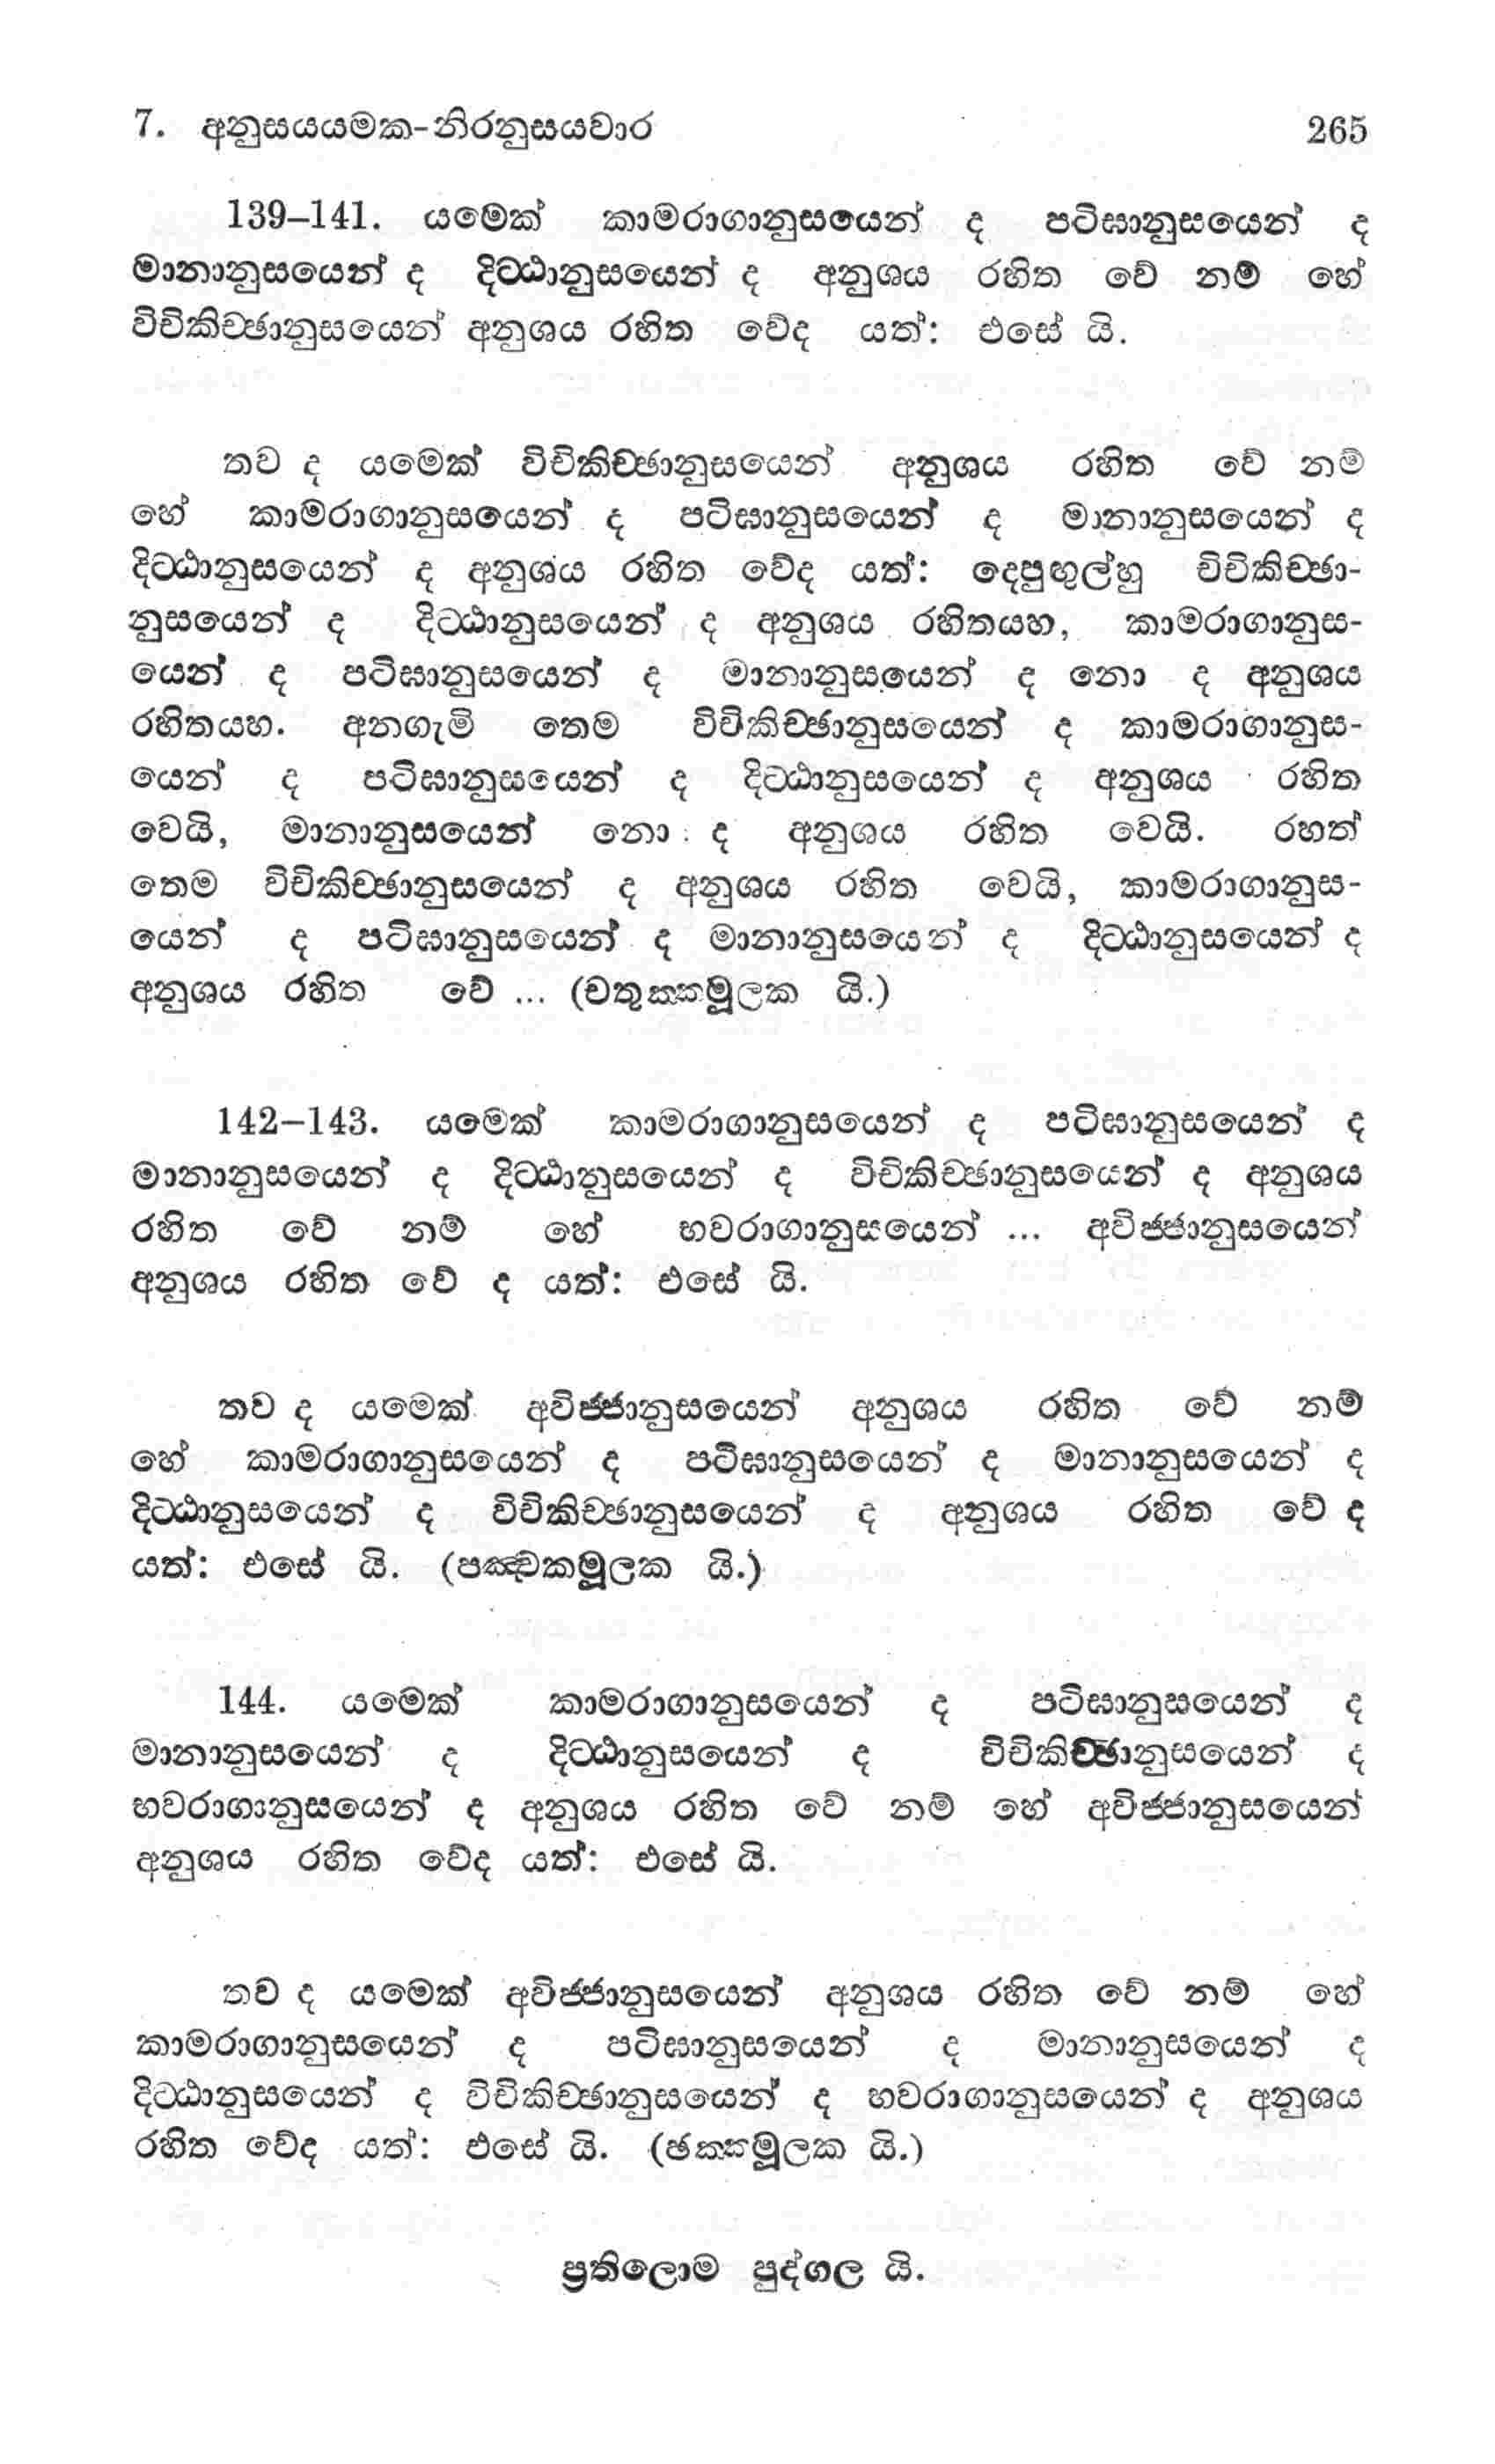 7. අනුසයයමක-නිරනුසයවාර 265
139–141. යමෙක් කාමරාගානුසයෙන් ද පටිඝානුසයෙන් ද
මානානුසයෙන් ද දිට්ඨානුසයෙන් ද අනුශය රහිත වේ නම් හේ
විචිකිච්ඡානුසයෙන් අනුශය රහිත වේද යත්: එසේ යි.
තව ද යමෙක් විචිකිච්ඡානුසයෙන් අනුශය රහිත වේ නම්
හේ කාමරාගානුසයෙන් ද පටිඝානුසයෙන් ද මානානුසයෙන් ද
දිට්ඨානුසයෙන් ද අනුශය රහිත වේද යත්: දෙපුඟුල්හු විචිකිච්ඡා-
නුසයෙන් ද දිට්ඨානුසයෙන් ද අනුශය රහිතයහ, කාමරාගානුස-
යෙන් ද පටිඝානුසයෙන් ද මානානුසයෙන් ද නො ද අනුශය
රහිතයහ. අනගැමි තෙම විචිකිච්ඡානුසයෙන් ද කාමරාගානුස-
යෙන් ද පටිඝානුසයෙන් ද දිට්ඨානුසයෙන් ද අනුශය රහිත
වෙයි, මානානුසයෙන් නො ද අනුශය රහිත වෙයි. රහත්
තෙම විචිකිච්ඡානුසයෙන් ද අනුශය රහිත වෙයි, කාමරාගානුස-
යෙන් ද පටිඝානුසයෙන් ද මානානුසයෙන් ද දිට්ඨානුසයෙන් ද
අනුශය රහිත වේ ... (චතුක්කමූලක යි.)
142–143. යමෙක් කාමරාගානුසයෙන් ද පටිඝානුසයෙන් ද
මානානුසයෙන් ද දිට්ඨානුසයෙන් ද විචිකිච්ඡානුසයෙන් ද අනුශය
රහිත වේ නම් හේ භවරාගානුසයෙන් ... අවිජ්ජානුසයෙන්
අනුශය රහිත වේ ද යත්: එසේ යි.
තව ද යමෙක් අවිජ්ජානුසයෙන් අනුශය රහිත වේ නම්
හේ කාමරාගානුසයෙන් ද පටිඝානුසයෙන් ද මානානුසයෙන් ද
දිට්ඨානුසයෙන් ද විචිකිච්ඡානුසයෙන් ද අනුශය රහිත වේ ද
යත්: එසේ යි. (පඤ්චකමූලක යි.)
144. යමෙක් කාමරාගානුසයෙන් ද පටිඝානුසයෙන් ද
මානානුසයෙන් ද දිට්ඨානුසයෙන් ද විචිකිච්ඡානුසයෙන් ද
භවරාගානුසයෙන් ද අනුශය රහිත වේ නම් හේ අවිජ්ජානුසයෙන්
අනුශය රහිත වේද යත්: එසේ යි.
තව ද යමෙක් අවිජ්ජානුසයෙන් අනුශය රහිත වේ නම් හේ
කාමරාගානුසයෙන් ද පටිඝානුසයෙන් ද මානානුසයෙන් ද
දිට්ඨානුසයෙන් ද විචිකිච්ඡානුසයෙන් ද භවරාගානුසයෙන් ද අනුශය
රහිත වේද යත්: එසේ යි. (ඡක්කමූලක යි.)
ප්‍රතිලොම පුද්ගල යි.